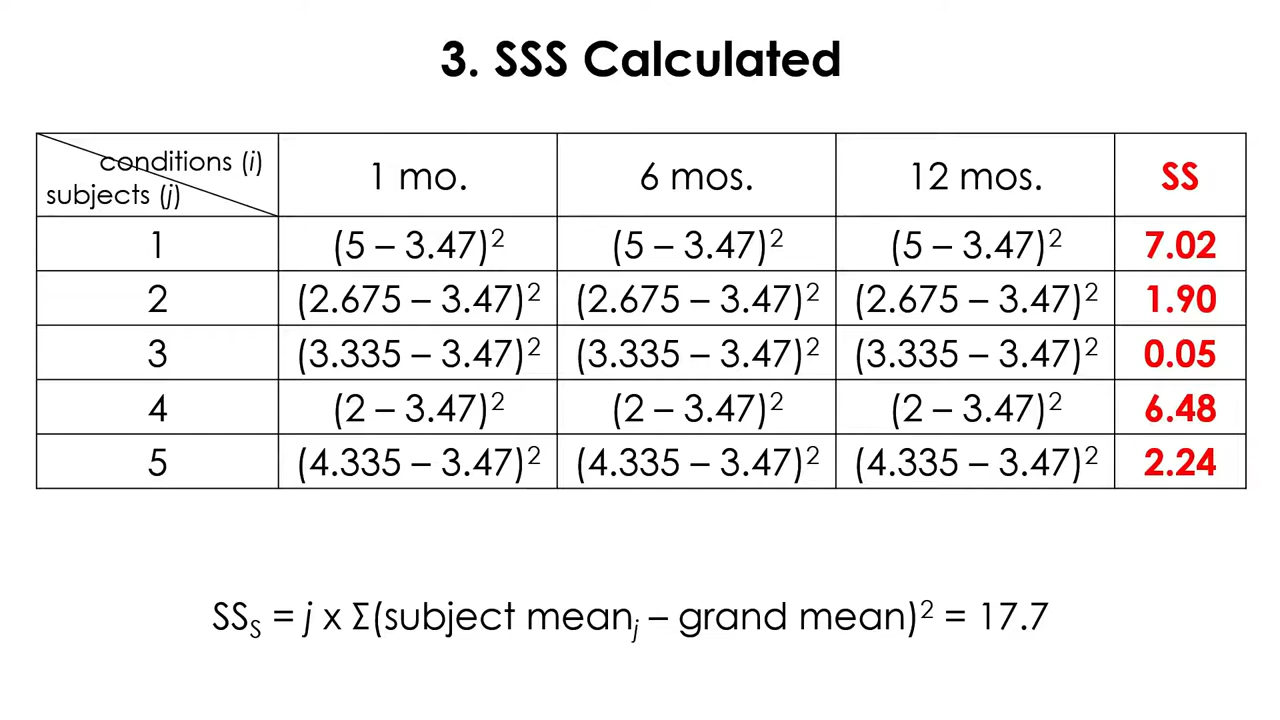 3. SSS Calculated
conditions (i)
subjects (j)
1 mo. 6 mos. 12 mos. SS
1 (5 – 3.47)² (5 – 3.47)² (5 – 3.47)² 7.02
2 (2.675 – 3.47)² (2.675 – 3.47)² (2.675 – 3.47)² 1.90
3 (3.335 – 3.47)² (3.335 – 3.47)² (3.335 – 3.47)² 0.05
4 (2 – 3.47)² (2 – 3.47)² (2 – 3.47)² 6.48
5 (4.335 – 3.47)² (4.335 – 3.47)² (4.335 – 3.47)² 2.24
SSS = j x Σ(subject meanj – grand mean)² = 17.7